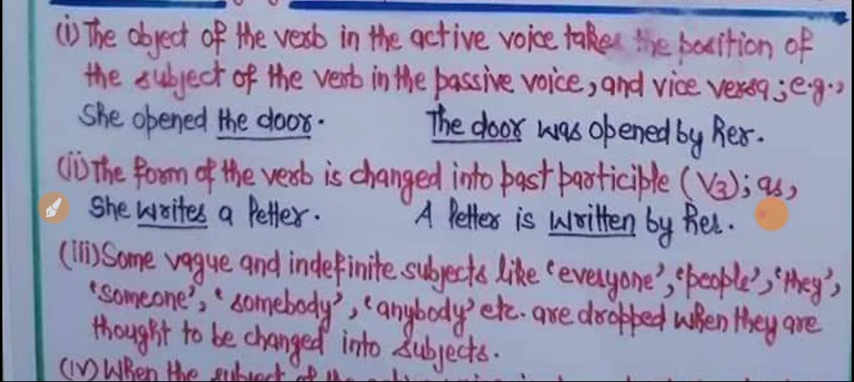 (i) The object of the verb in the active voice takes the position of
the subject of the verb in the passive voice, and vice versa; e.g.,
She opened the door. The door was opened by her.
(ii) The form of the verb is changed into past participle (V3); as,
She writes a letter. A letter is written by her.
(iii) Some vague and indefinite subjects like 'everyone', 'people', 'they',
'someone', 'somebody', 'anybody' etc. are dropped when they are
thought to be changed into subjects.
(iv) When the subject of the